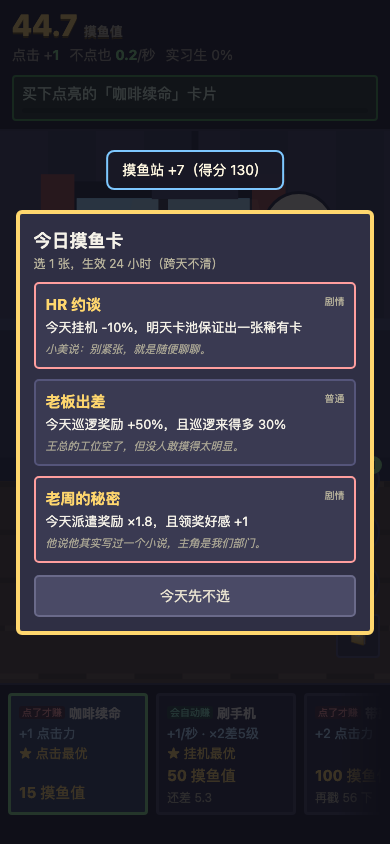 44.7 摸鱼值
点击 +1 不点也 0.2/秒 实习生 0%
买下点亮的「咖啡续命」卡片
摸鱼站 +7（得分 130）
今日摸鱼卡
选 1 张，生效 24 小时（跨天不清）
HR 约谈 剧情
今天挂机 -10%，明天卡池保证出一张稀有卡
小美说：别紧张，就是随便聊聊。
老板出差 普通
今天巡逻奖励 +50%，且巡逻来得多 30%
王总的工位空了，但没人敢摸得太明显。
老周的秘密 剧情
今天派遣奖励 ×1.8，且领奖好感 +1
他说他其实写过一个小说，主角是我们部门。
今天先不选
点了才赚 咖啡续命
+1 点击力
★ 点击最优
15 摸鱼值
会自动赚 刷手机
+1/秒 · ×2差5级
★ 挂机最优
50 摸鱼值
还差 5.3
点了才赚
+2 点击力
100 摸鱼
再戳 56